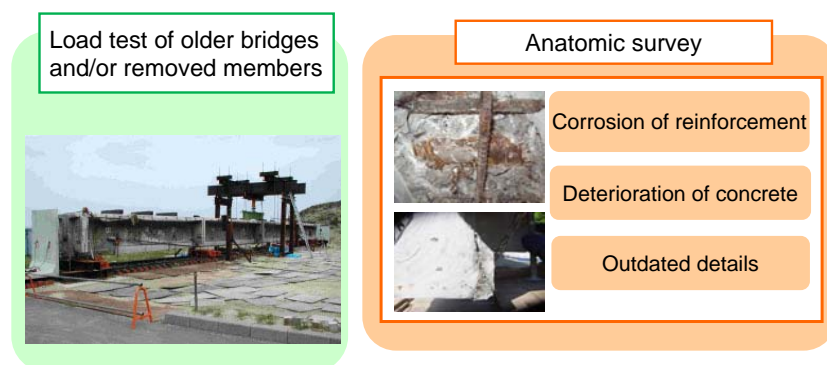 Load test of older bridges
and/or removed members
Anatomic survey
Corrosion of reinforcement
Deterioration of concrete
Outdated details